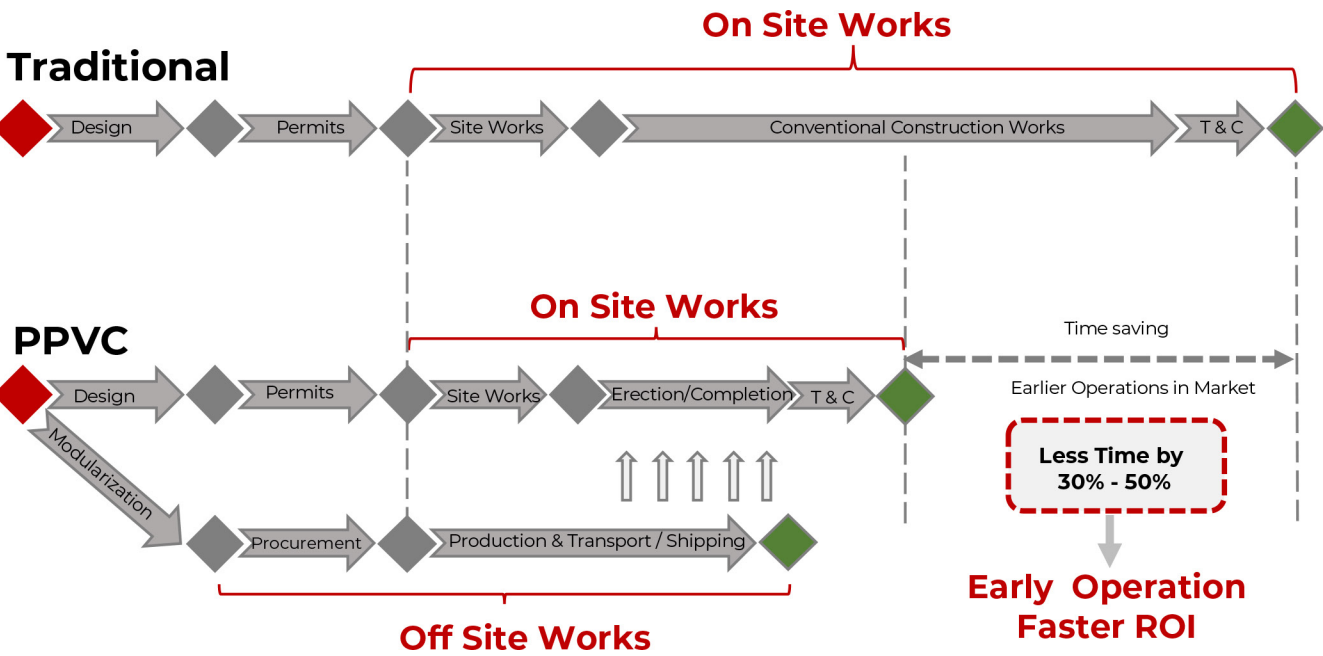 On Site Works
Traditional
Design
Permits
Site Works
Conventional Construction Works
T & C
On Site Works
PPVC
Time saving
Design
Permits
Site Works
Erection/Completion
T & C
Earlier Operations in Market
Modularization
Less Time by
30% - 50%
Procurement
Production & Transport / Shipping
Early Operation
Faster ROI
Off Site Works